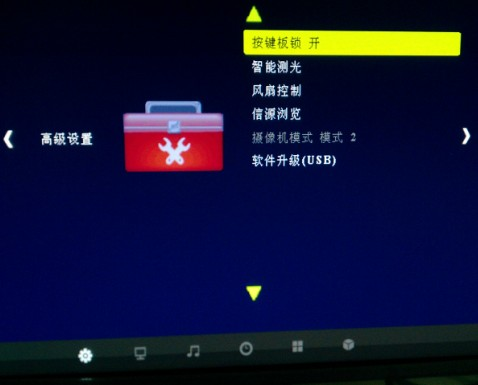 按键板锁 开
智能测光
风扇控制
信源浏览
高级设置
摄像机模式 模式 2
软件升级(USB)